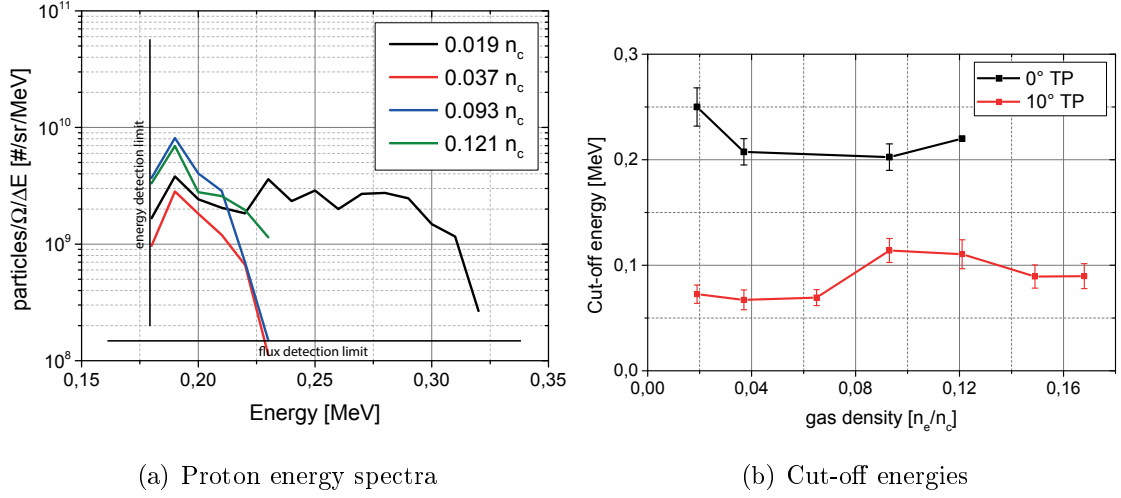 particles/Ω/ΔE [#/sr/MeV]
10^11
10^10
10^9
10^8
energy detection limit
flux detection limit
0.019 n_c
0.037 n_c
0.093 n_c
0.121 n_c
0,15 0,20 0,25 0,30 0,35
Energy [MeV]
Cut-off energy [MeV]
0,3
0,2
0,1
0,0
0° TP
10° TP
0,00 0,04 0,08 0,12 0,16
gas density [n_e/n_c]
(a) Proton energy spectra
(b) Cut-off energies